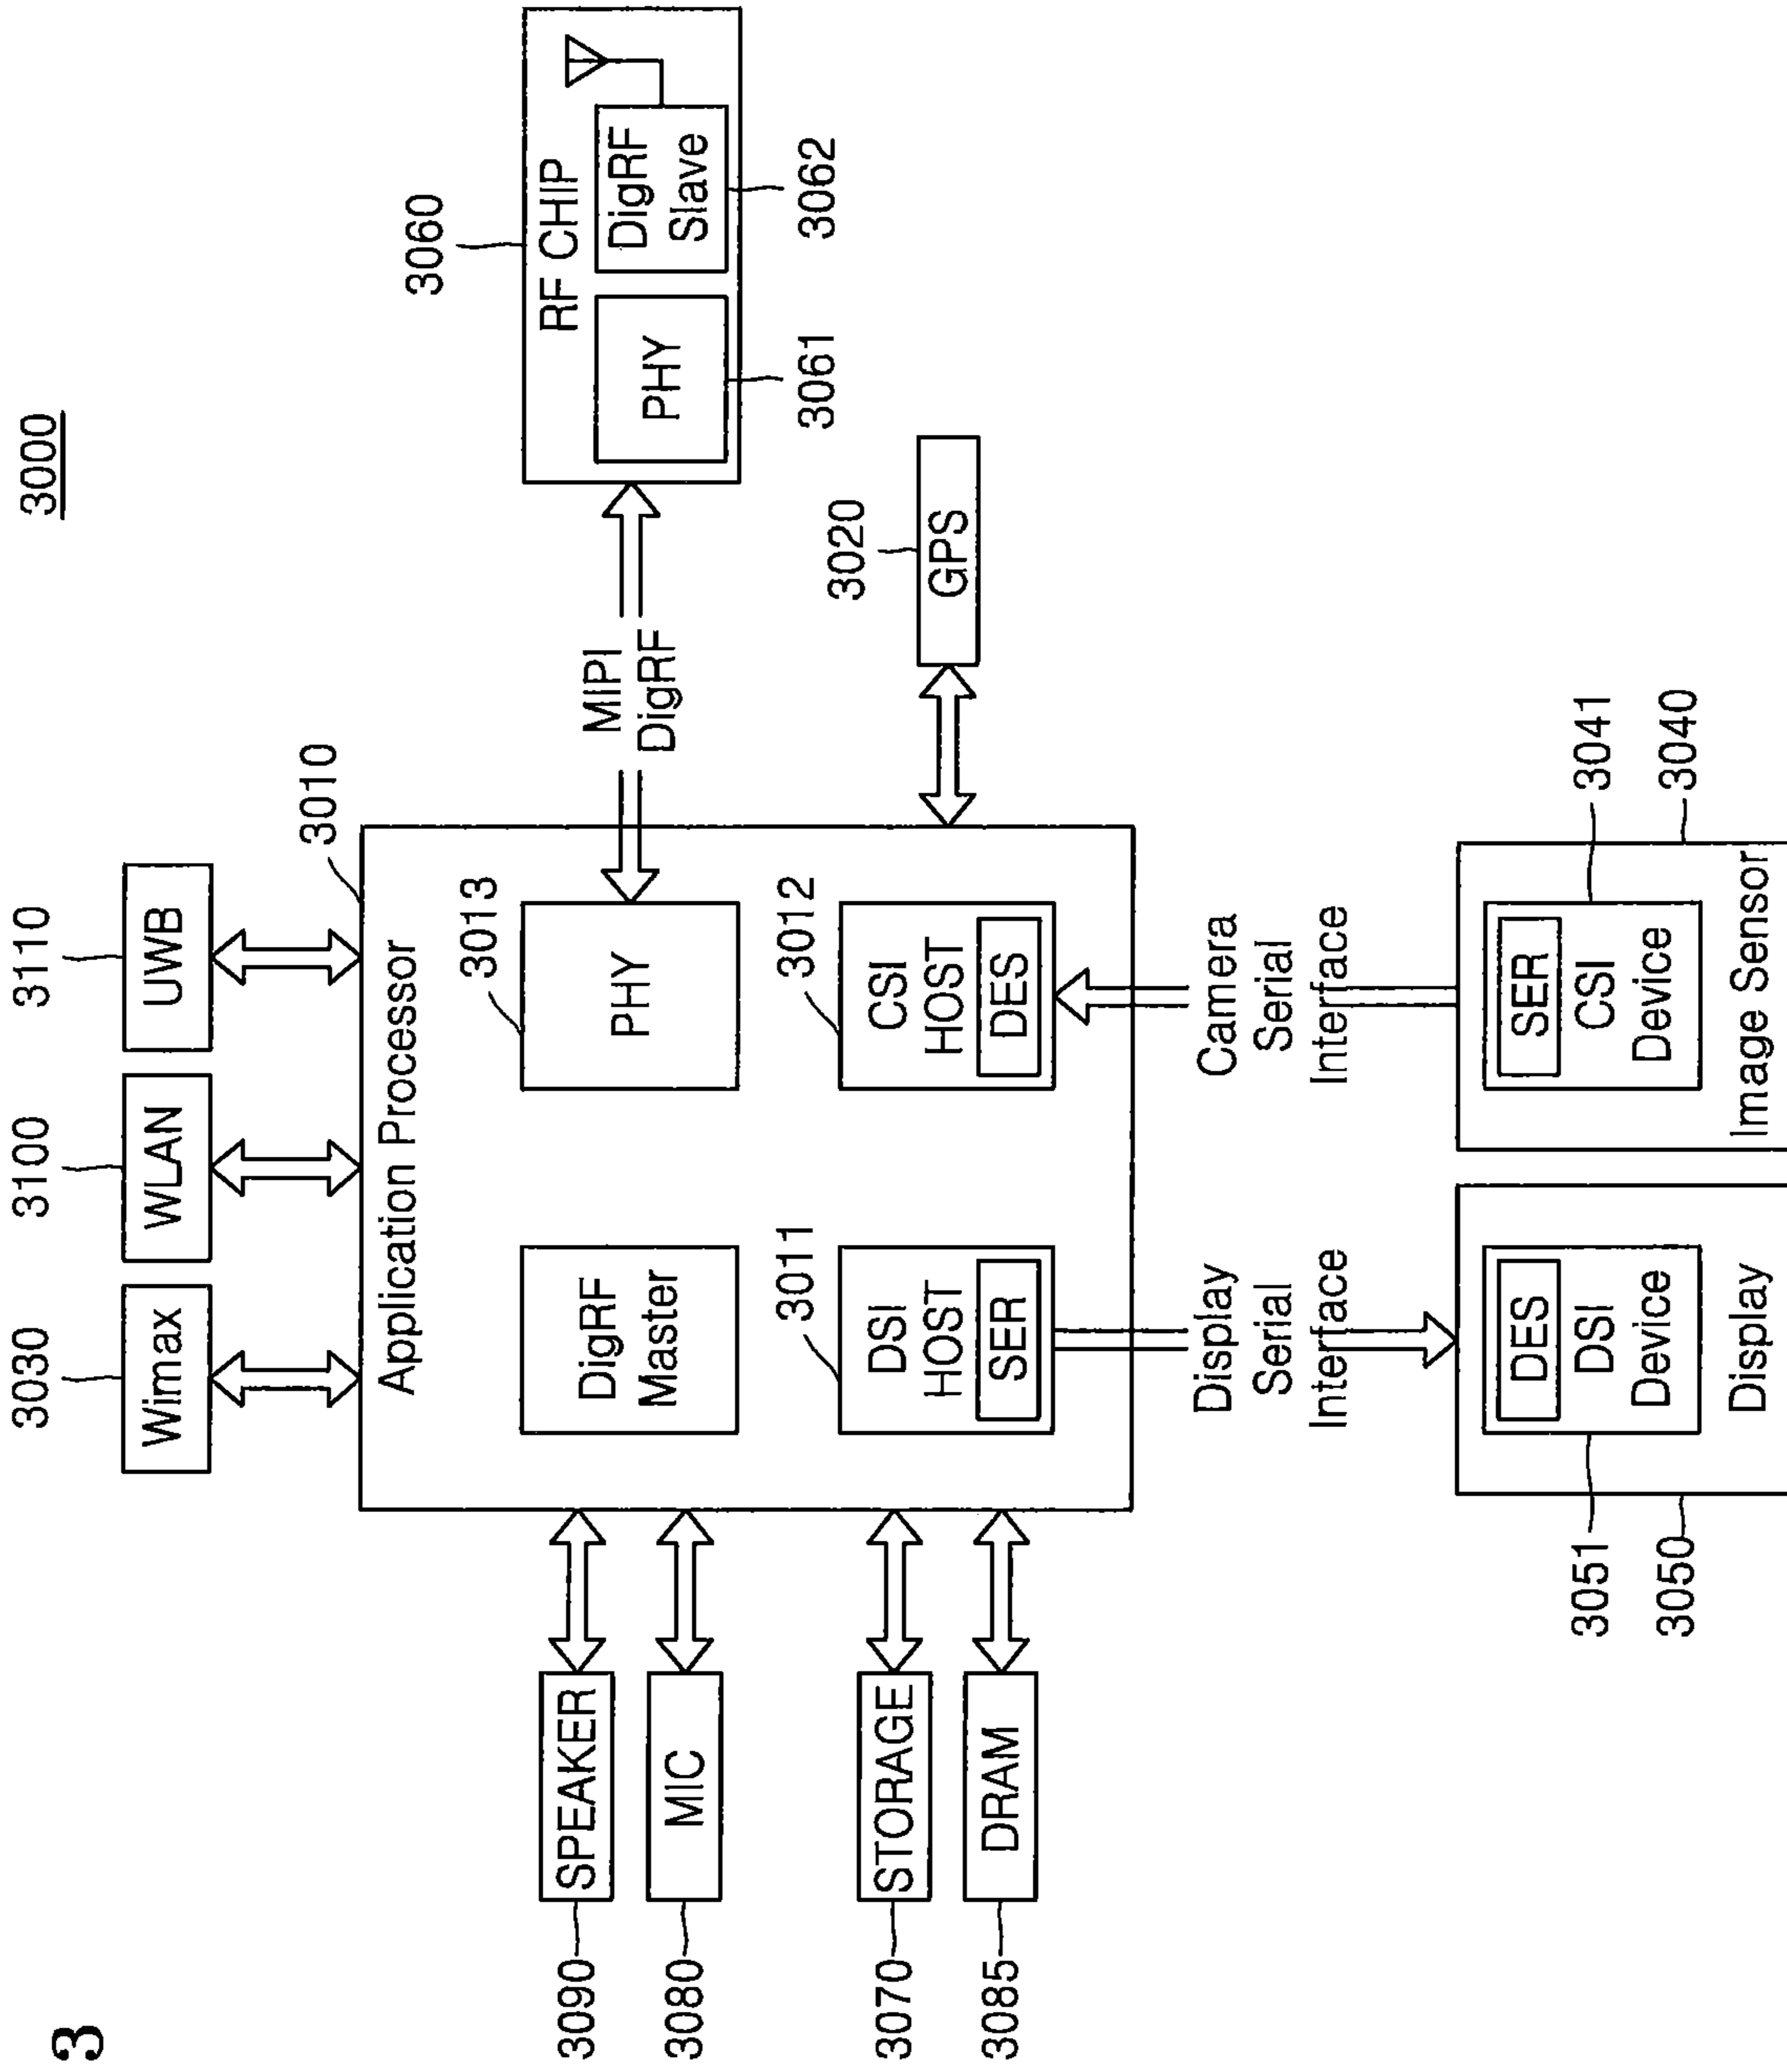 3
3000
3030
3100
3110
Wimax
WLAN
UWB
3010
Application Processor
3090
SPEAKER
3080
MIC
3070
STORAGE
3085
DRAM
DigRF
Master
3013
PHY
3011
DSI
HOST
SER
3012
CSI
HOST
DES
MIPI
DigRF
3060
RF CHIP
PHY
DigRF
Slave
3061
3062
3020
GPS
Display
Serial
Interface
Camera
Serial
Interface
3051
3050
DES
DSI
Device
Display
SER
CSI
Device
Image Sensor
3041
3040